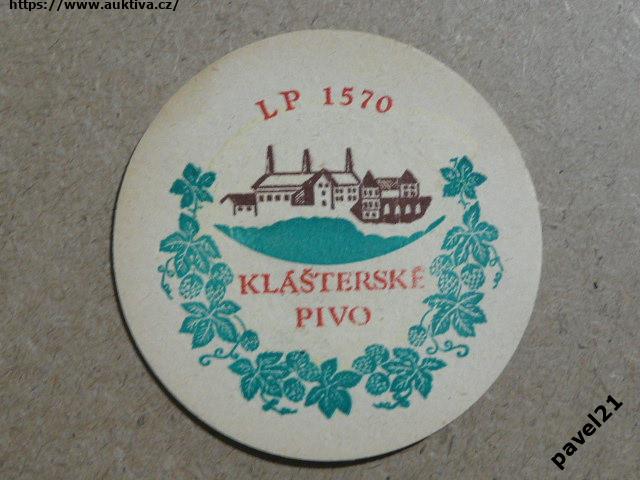 https://www.auktiva.cz/
LP 1570
KLÁŠTERSKÉ
PIVO
pavel21